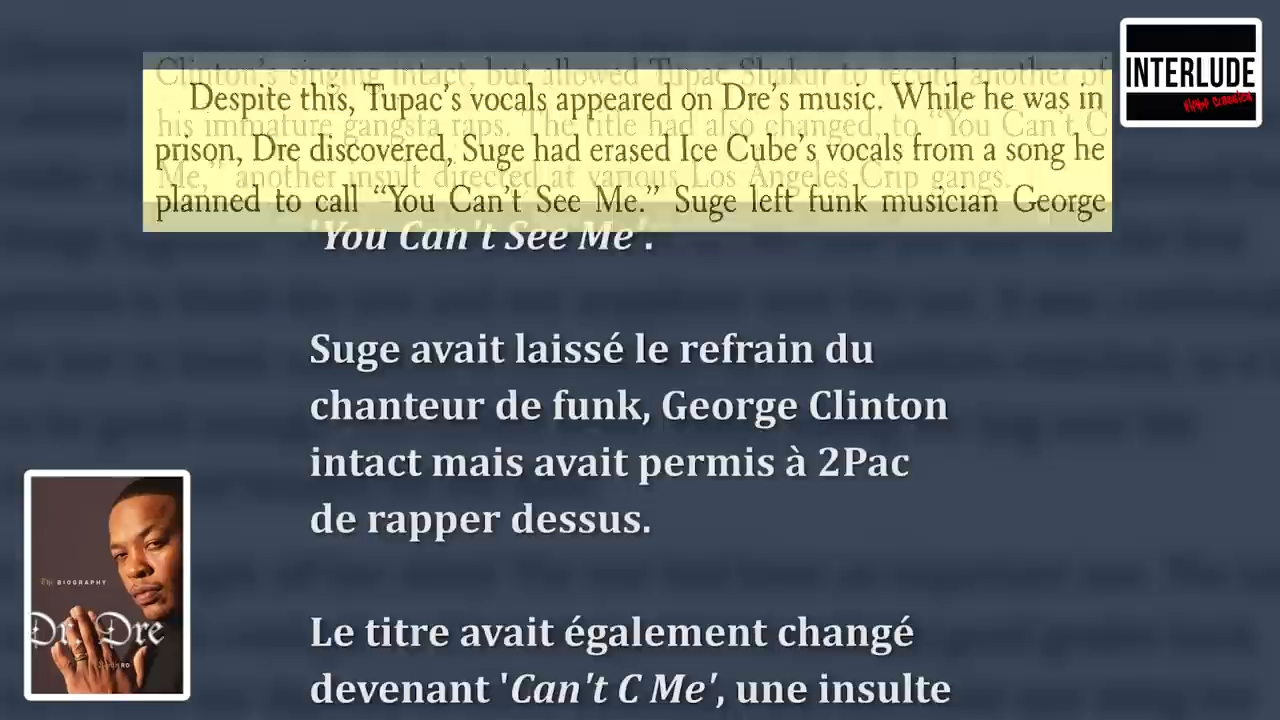 INTERLUDE
Clinton's singing intact, but allowed Tupac Shakur to record another of
Despite this, Tupac's vocals appeared on Dre's music. While he was in
his immature gangsta raps. The title had also changed, to "You Can't C
prison, Dre discovered, Suge had erased Ice Cube's vocals from a song he
Me," another insult directed at various Los Angeles Crip gangs.
planned to call "You Can't See Me." Suge left funk musician George
'You Can't See Me'.
Suge avait laissé le refrain du
chanteur de funk, George Clinton
intact mais avait permis à 2Pac
de rapper dessus.
Le titre avait également changé
devenant 'Can't C Me', une insulte
The BIOGRAPHY
Dr. Dre